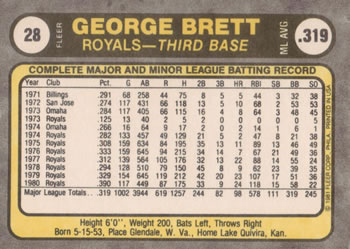 28
FLEER
GEORGE BRETT
ROYALS—THIRD BASE
ML AVG
.319
COMPLETE MAJOR AND MINOR LEAGUE BATTING RECORD
Year Club Pct. G AB R H 2B 3B HR RBI SB BB SO
1971 Billings .291 68 258 44 75 8 5 5 44 3 32 38
1972 San Jose .274 117 431 66 118 13 5 10 68 2 53 53
1973 Omaha .284 117 405 66 115 16 4 8 64 3 48 45
1973 Royals .125 13 40 2 5 2 0 0 0 0 0 5
1974 Omaha .266 16 64 9 17 2 0 2 14 1 6 1
1974 Royals .282 133 457 49 129 21 5 2 47 8 21 38
1975 Royals .308 159 634 84 195 35 13 11 89 13 46 49
1976 Royals .333 159 645 94 215 34 14 7 67 21 49 36
1977 Royals .312 139 564 105 176 32 13 22 88 14 55 24
1978 Royals .294 128 510 79 150 45 8 9 62 23 39 35
1979 Royals .329 154 645 119 212 42 20 23 107 17 51 36
1980 Royals .390 117 449 87 175 33 9 24 118 15 58 22
Major League Totals.. .319 1002 3944 619 1257 244 82 98 578 111 319 245
Height 6'0", Weight 200, Bats Left, Throws Right
Born 5-15-53, Place Glendale, W. Va., Home Lake Quivira, Kan.
© 1981 FLEER CORP., PHILA. PRINTED IN USA